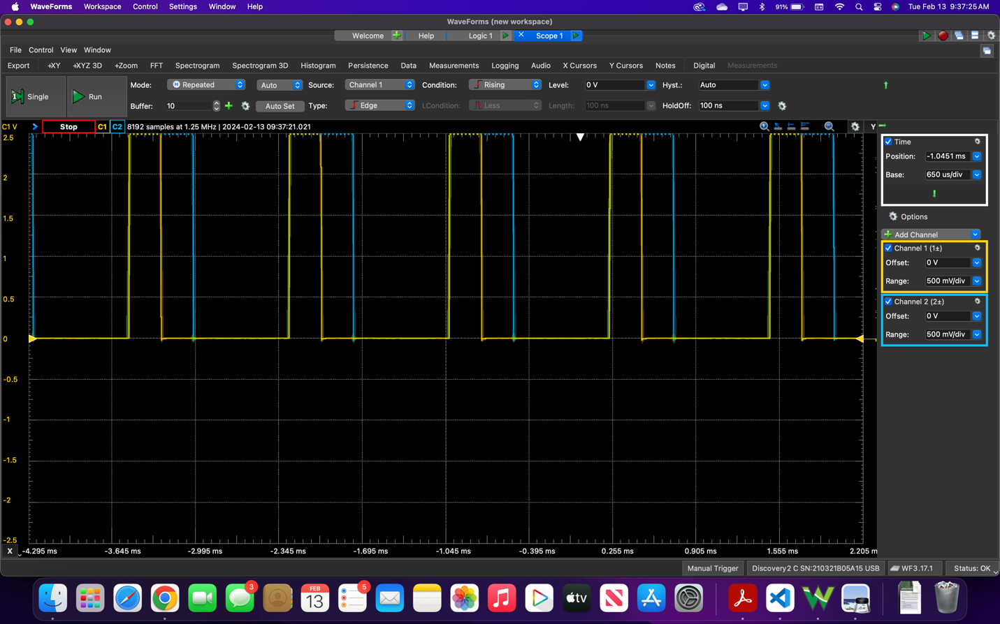 WaveForms Workspace Control Settings Window Help 91% Tue Feb 13 9:37:25 AM
WaveForms (new workspace)
Welcome Help Logic 1 Scope 1
File Control View Window
Export +XY +XYZ 3D +Zoom FFT Spectrogram Spectrogram 3D Histogram Persistence Data Measurements Logging Audio X Cursors Y Cursors Notes Digital Measurements
Mode: Repeated Auto Source: Channel 1 Condition: Rising Level: 0 V Hyst.: Auto
1 Single Run
Buffer: 10 Auto Set Type: Edge LCondition: Less Length: 100 ns HoldOff: 100 ns
C1 V Stop C1 C2 8192 samples at 1.25 MHz | 2024-02-13 09:37:21.021 Y
2.5
2
1.5
1
0.5
0
-0.5
-1
-1.5
-2
-2.5
X -4.295 ms -3.645 ms -2.995 ms -2.345 ms -1.695 ms -1.045 ms -0.395 ms 0.255 ms 0.905 ms 1.555 ms 2.205 m
Time
Position: -1.0451 ms
Base: 650 us/div
Options
Add Channel
Channel 1 (1±)
Offset: 0 V
Range: 500 mV/div
Channel 2 (2±)
Offset: 0 V
Range: 500 mV/div
Manual Trigger Discovery2 C SN:210321B05A15 USB WF3.17.1 Status: OK
3 FEB 13 5 tv